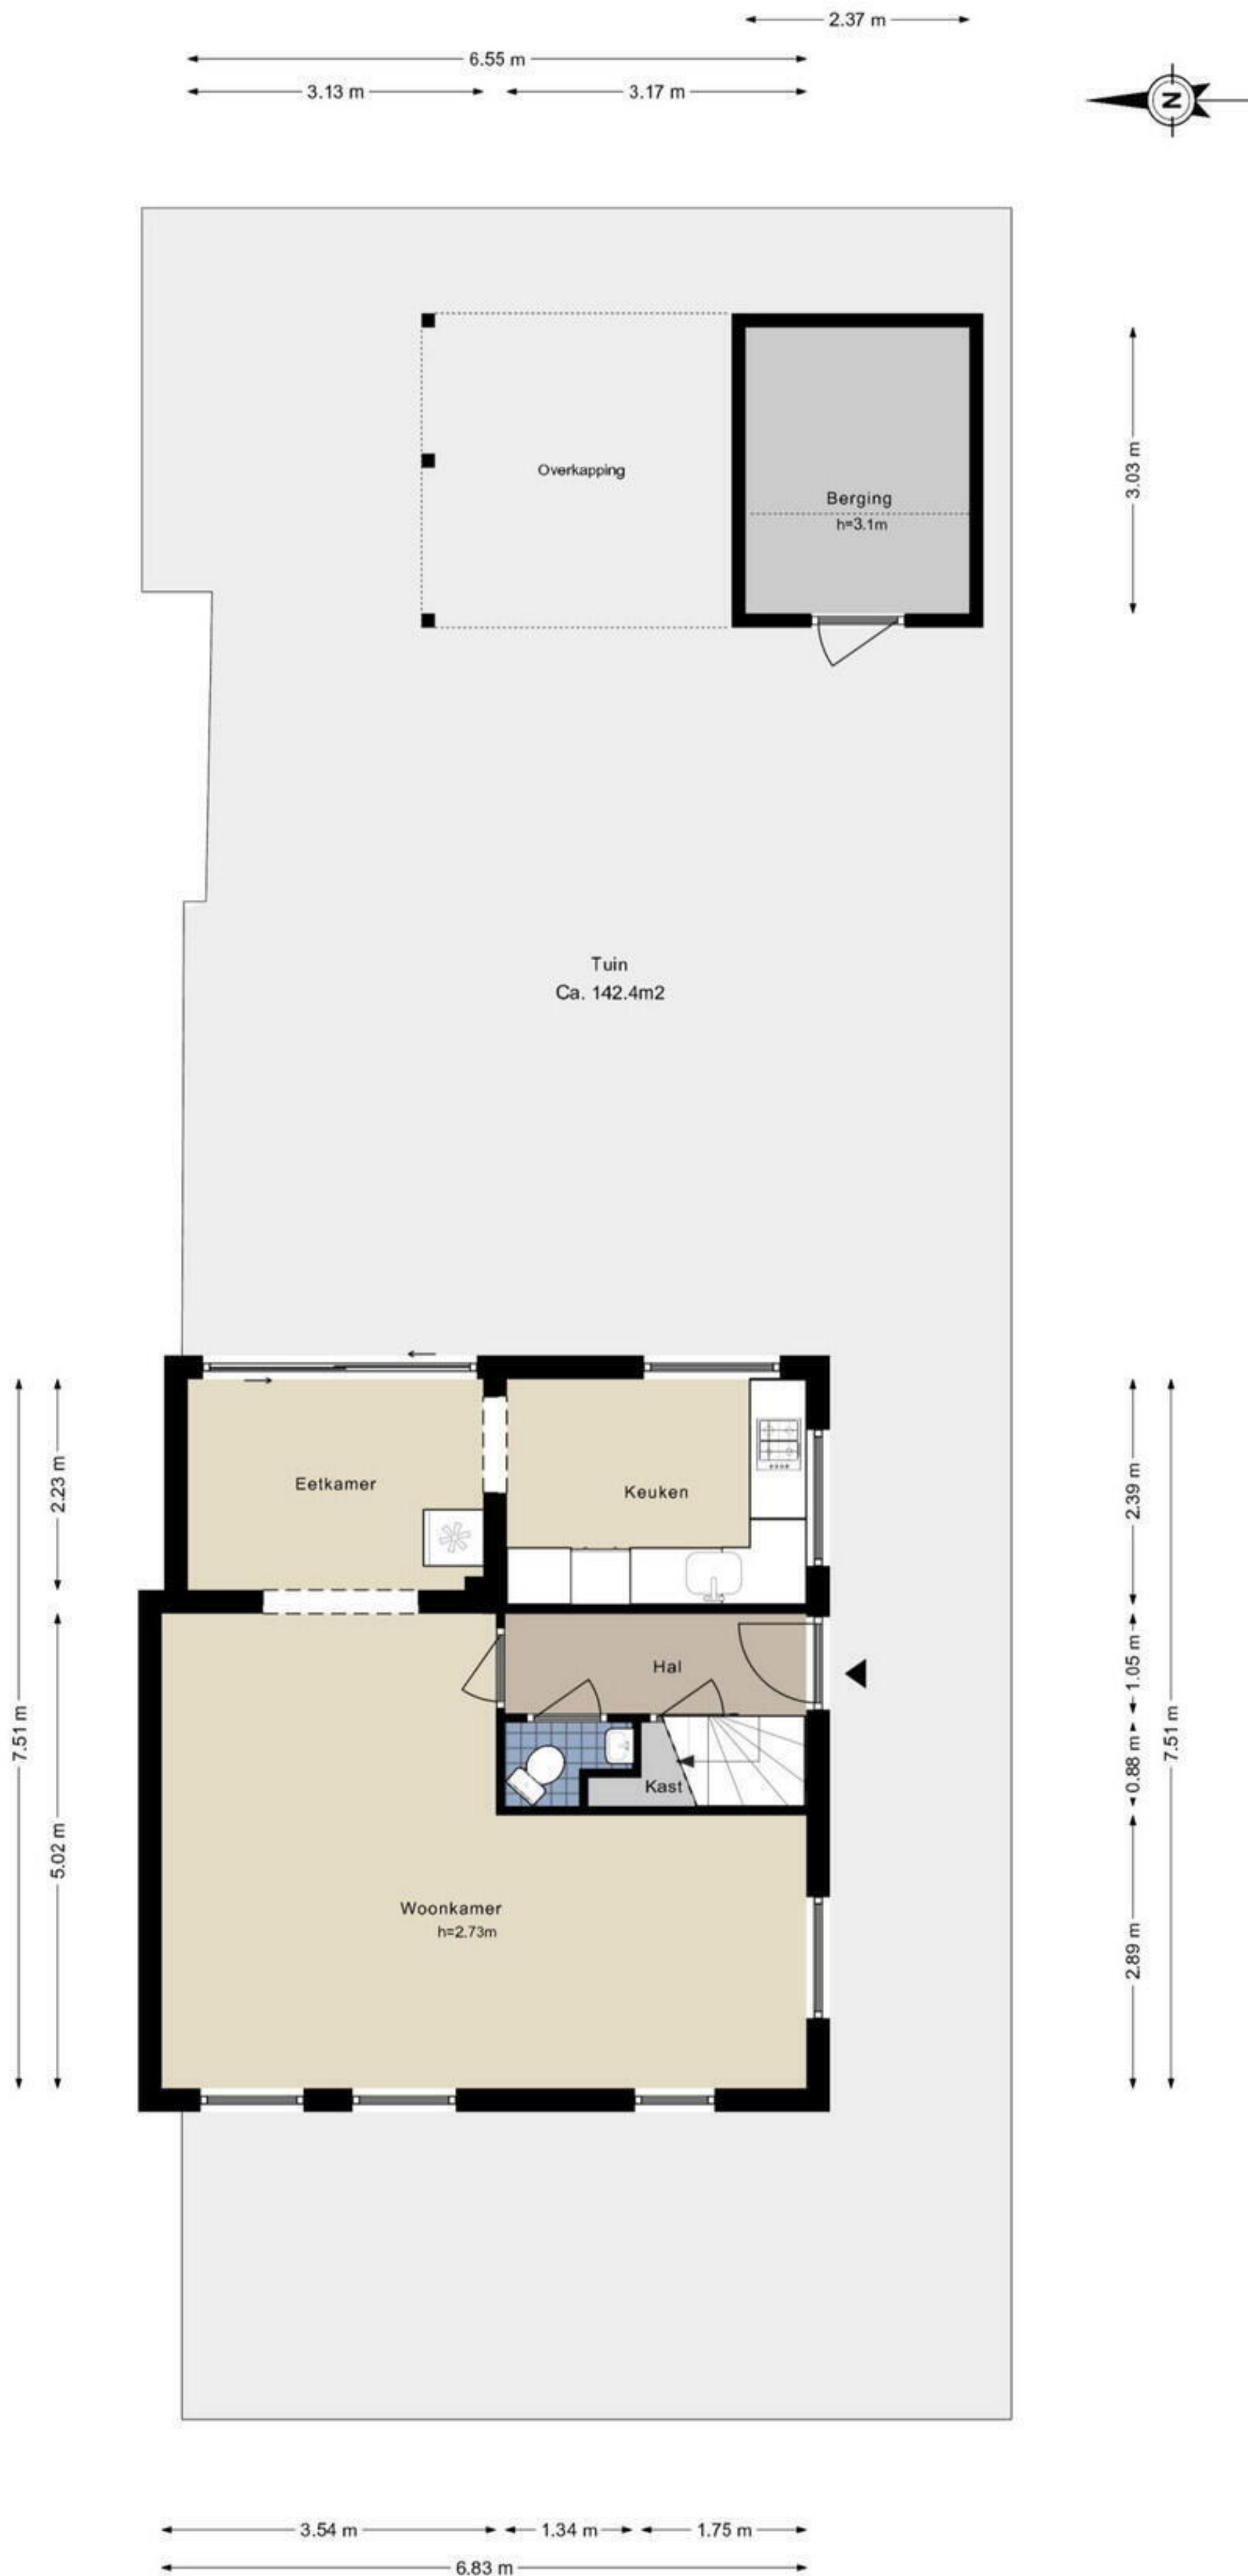 2.37 m
6.55 m
3.13 m
3.17 m
N
Overkapping
3.03 m
Berging
h=3.1m
Tuin
Ca. 142.4m2
Eetkamer
Keuken
2.23 m
2.39 m
Hal
1.05 m
7.51 m
7.51 m
0.88 m
Kast
5.02 m
Woonkamer
h=2.73m
2.89 m
3.54 m
1.34 m
1.75 m
6.83 m